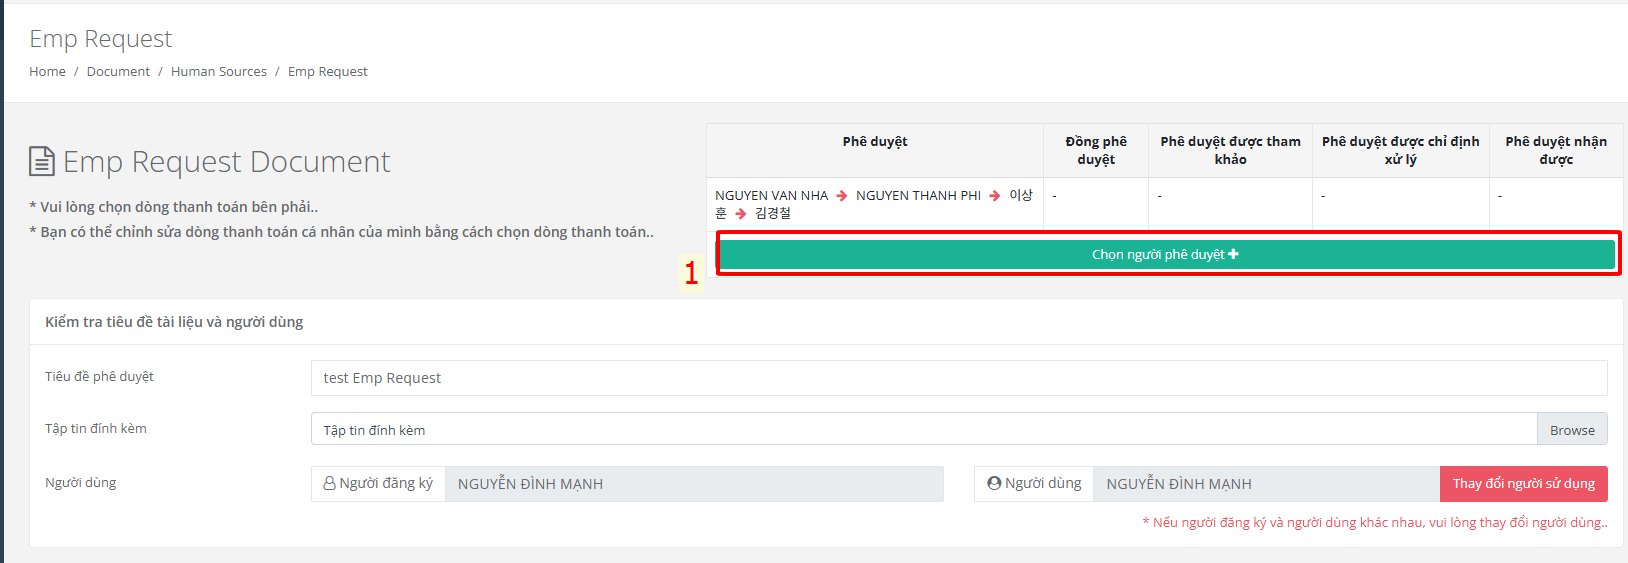 Emp Request
Home / Document / Human Sources / Emp Request
Emp Request Document
* Vui lòng chọn dòng thanh toán bên phải..
* Bạn có thể chỉnh sửa dòng thanh toán cá nhân của mình bằng cách chọn dòng thanh toán..
Phê duyệt
Đồng phê
duyệt
Phê duyệt được tham
khảo
Phê duyệt được chỉ định
xử lý
Phê duyệt nhận
được
NGUYEN VAN NHA → NGUYEN THANH PHI → 이상
훈 → 김경철
-
-
-
-
Chọn người phê duyệt +
1
Kiểm tra tiêu đề tài liệu và người dùng
Tiêu đề phê duyệt
test Emp Request
Tập tin đính kèm
Tập tin đính kèm
Browse
Người dùng
Người đăng ký
NGUYỄN ĐÌNH MẠNH
Người dùng
NGUYỄN ĐÌNH MẠNH
Thay đổi người sử dụng
* Nếu người đăng ký và người dùng khác nhau, vui lòng thay đổi người dùng..